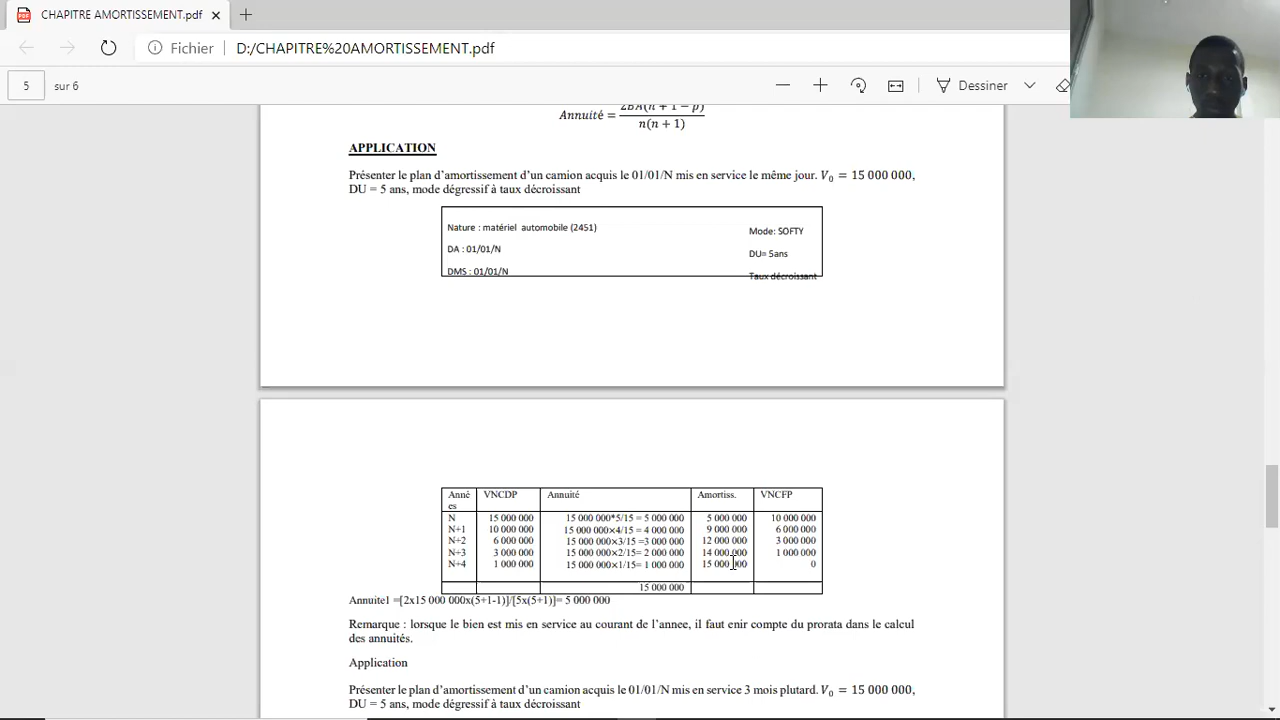 CHAPITRE AMORTISSEMENT.pdf
Fichier D:/CHAPITRE%20AMORTISSEMENT.pdf
5 sur 6 Dessiner
Annuité = 2BA(n + 1 − p)
n(n + 1)
APPLICATION
Présenter le plan d'amortissement d'un camion acquis le 01/01/N mis en service le même jour. V₀ = 15 000 000,
DU = 5 ans, mode dégressif à taux décroissant
Nature : matériel automobile (2451) Mode: SOFTY
DA : 01/01/N DU= 5ans
DMS : 01/01/N Taux décroissant
Années VNCDP Annuité Amortiss. VNCFP
N 15 000 000 15 000 000*5/15 = 5 000 000 5 000 000 10 000 000
N+1 10 000 000 15 000 000×4/15 = 4 000 000 9 000 000 6 000 000
N+2 6 000 000 15 000 000×3/15 =3 000 000 12 000 000 3 000 000
N+3 3 000 000 15 000 000×2/15= 2 000 000 14 000 000 1 000 000
N+4 1 000 000 15 000 000×1/15= 1 000 000 15 000 000 0
15 000 000
Annuite1 =[2x15 000 000x(5+1-1)]/[5x(5+1)]= 5 000 000
Remarque : lorsque le bien est mis en service au courant de l'annee, il faut enir compte du prorata dans le calcul
des annuités.
Application
Présenter le plan d'amortissement d'un camion acquis le 01/01/N mis en service 3 mois plutard. V₀ = 15 000 000,
DU = 5 ans, mode dégressif à taux décroissant